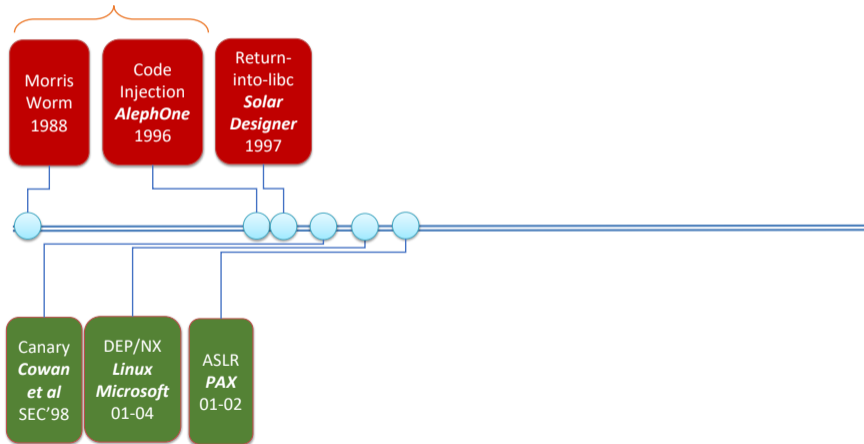 Morris
Worm
1988
Code
Injection
AlephOne
1996
Return-
into-libc
Solar
Designer
1997
Canary
Cowan
et al
SEC’98
DEP/NX
Linux
Microsoft
01-04
ASLR
PAX
01-02